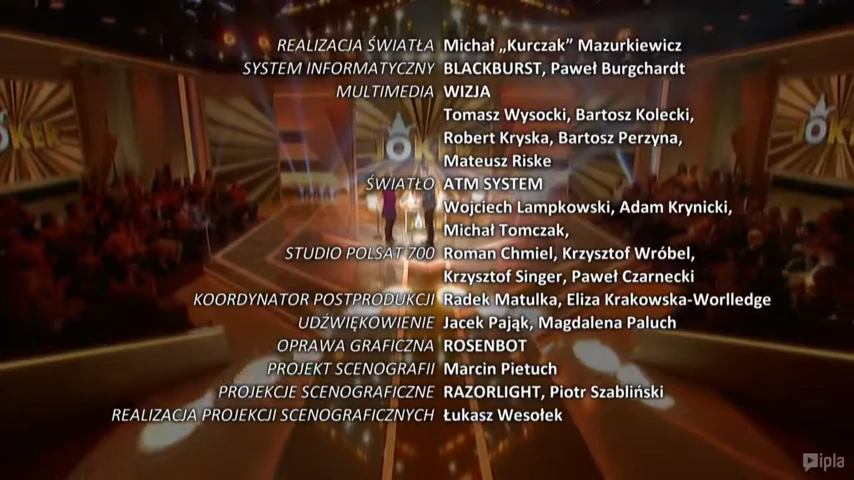 REALIZACJA ŚWIATŁA Michał „Kurczak” Mazurkiewicz
SYSTEM INFORMATYCZNY BLACKBURST, Paweł Burgchardt
MULTIMEDIA WIZJA
Tomasz Wysocki, Bartosz Kolecki,
Robert Kryska, Bartosz Perzyna,
Mateusz Riske
ŚWIATŁO ATM SYSTEM
Wojciech Lampkowski, Adam Krynicki,
Michał Tomczak,
STUDIO POLSAT 700 Roman Chmiel, Krzysztof Wróbel,
Krzysztof Singer, Paweł Czarnecki
KOORDYNATOR POSTPRODUKCJI Radek Matulka, Eliza Krakowska-Worlledge
UDŹWIĘKOWIENIE Jacek Pająk, Magdalena Paluch
OPRAWA GRAFICZNA ROSENBOT
PROJEKT SCENOGRAFII Marcin Pietuch
PROJEKCJE SCENOGRAFICZNE RAZORLIGHT, Piotr Szabliński
REALIZACJA PROJEKCJI SCENOGRAFICZNYCH Łukasz Wesołek
ipla